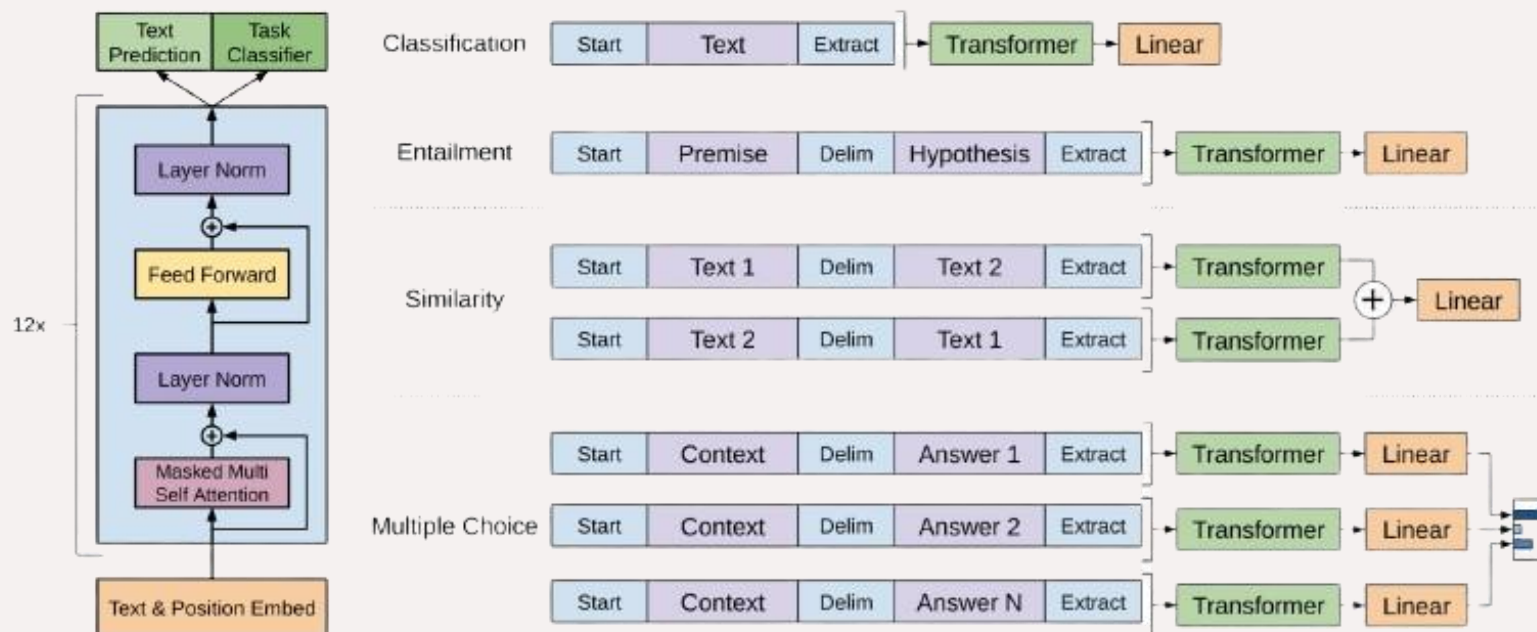 Text
Prediction
Task
Classifier
Layer Norm
+
Feed Forward
12x
Layer Norm
+
Masked Multi
Self Attention
Text & Position Embed
Classification Start Text Extract Transformer Linear
Entailment Start Premise Delim Hypothesis Extract Transformer Linear
Similarity
Start Text 1 Delim Text 2 Extract Transformer
+ Linear
Start Text 2 Delim Text 1 Extract Transformer
Multiple Choice
Start Context Delim Answer 1 Extract Transformer Linear
Start Context Delim Answer 2 Extract Transformer Linear
Start Context Delim Answer N Extract Transformer Linear